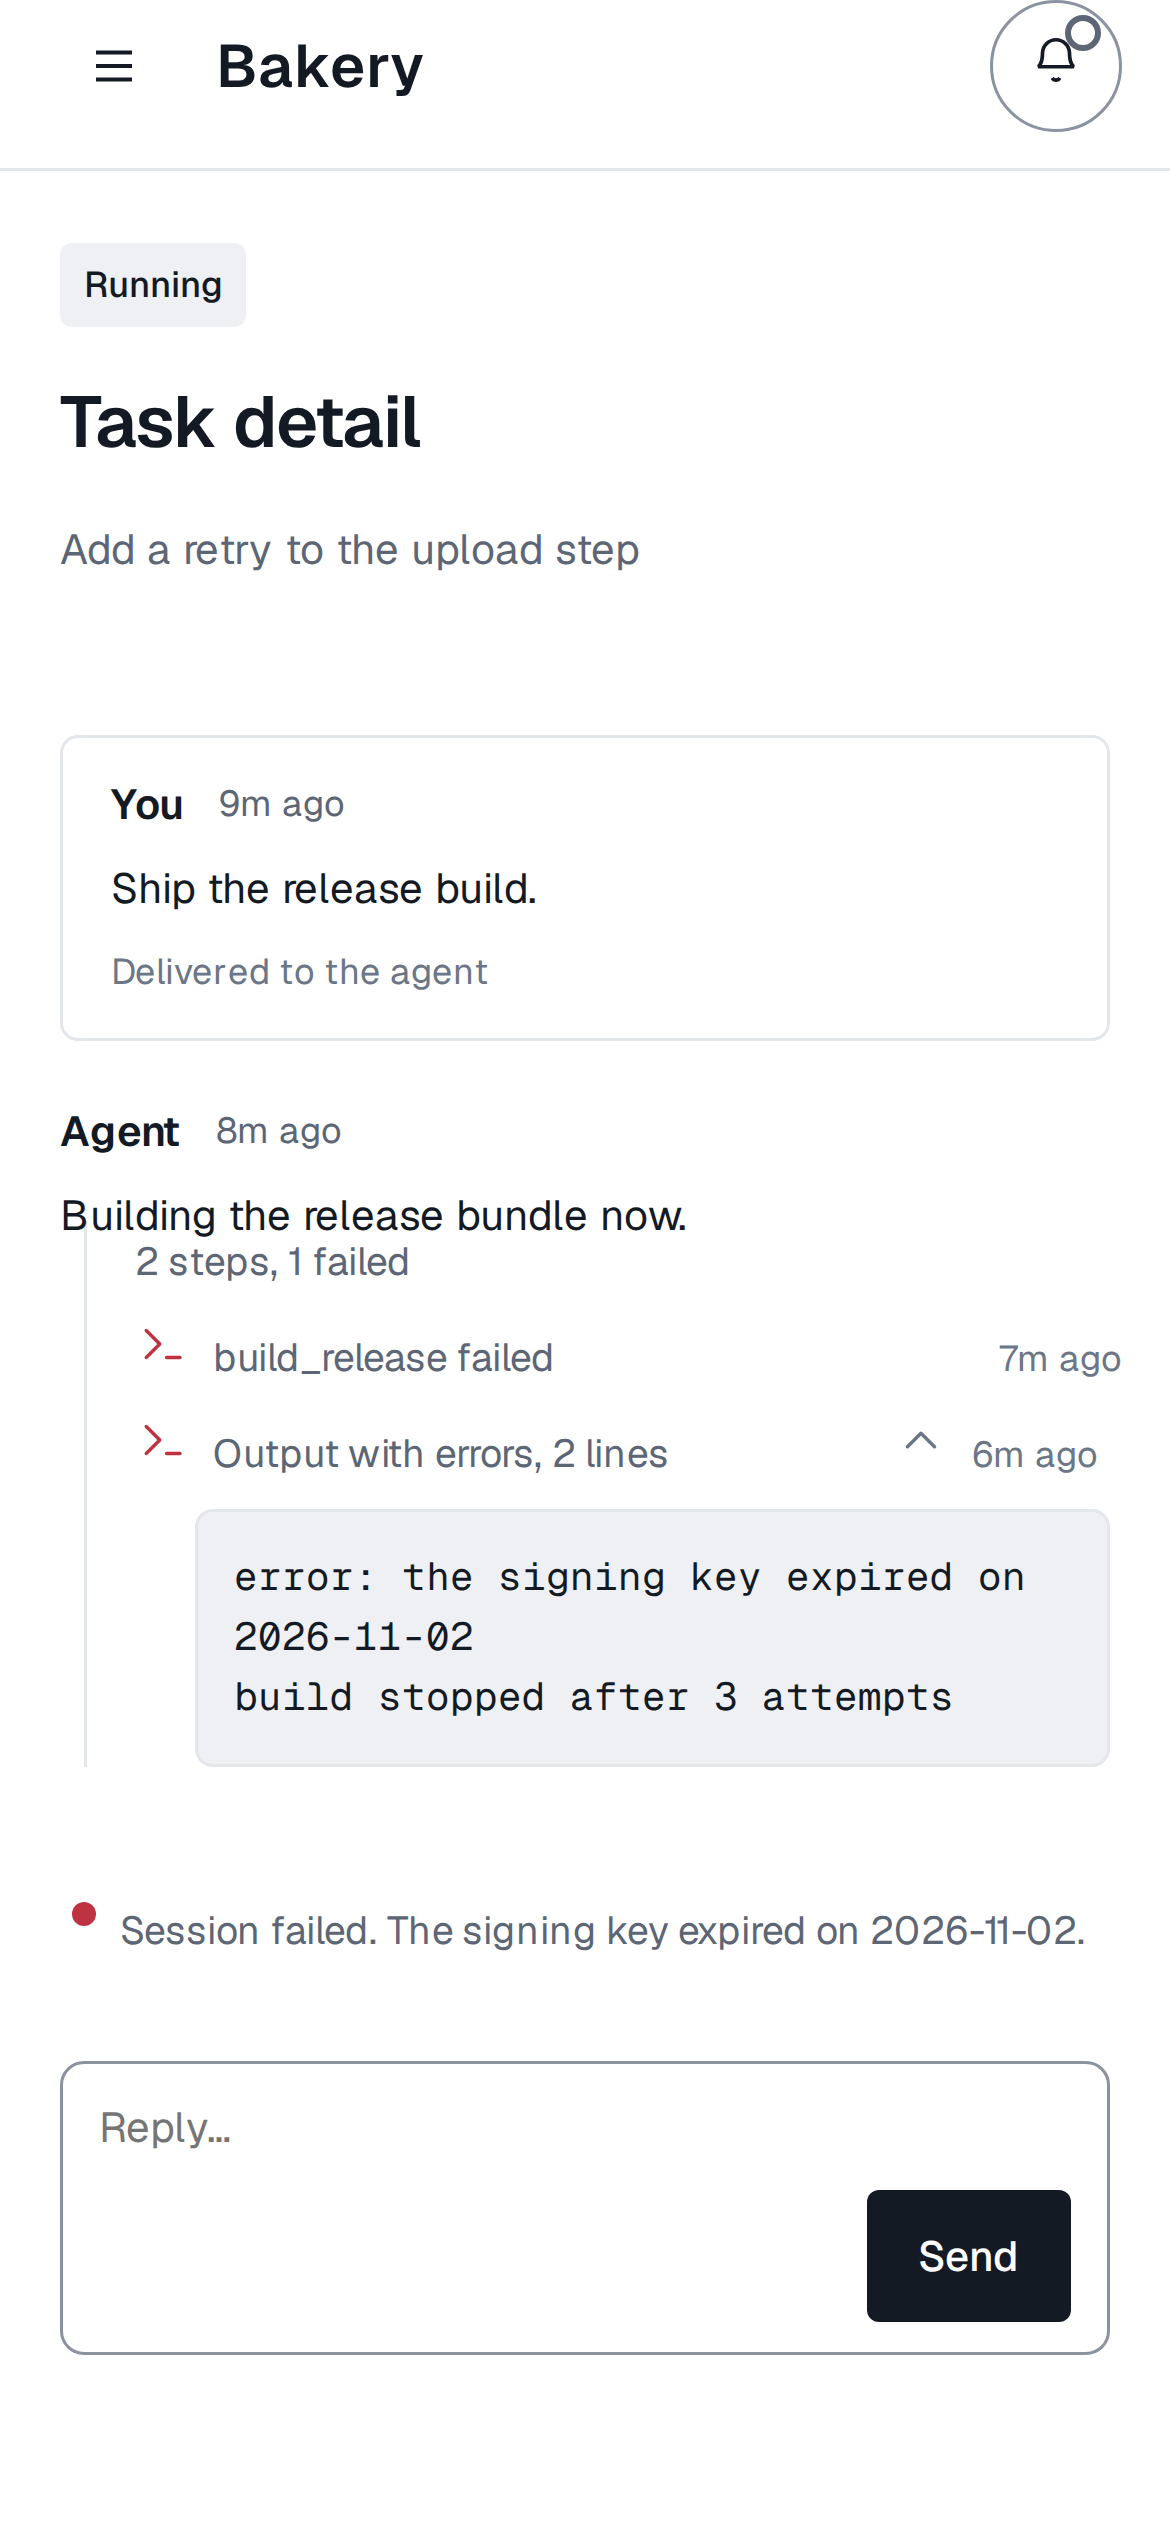 Bakery
Running
Task detail
Add a retry to the upload step
You 9m ago
Ship the release build.
Delivered to the agent
Agent 8m ago
Building the release bundle now.
2 steps, 1 failed
build_release failed 7m ago
Output with errors, 2 lines 6m ago
error: the signing key expired on
2026-11-02
build stopped after 3 attempts
Session failed. The signing key expired on 2026-11-02.
Reply…
Send